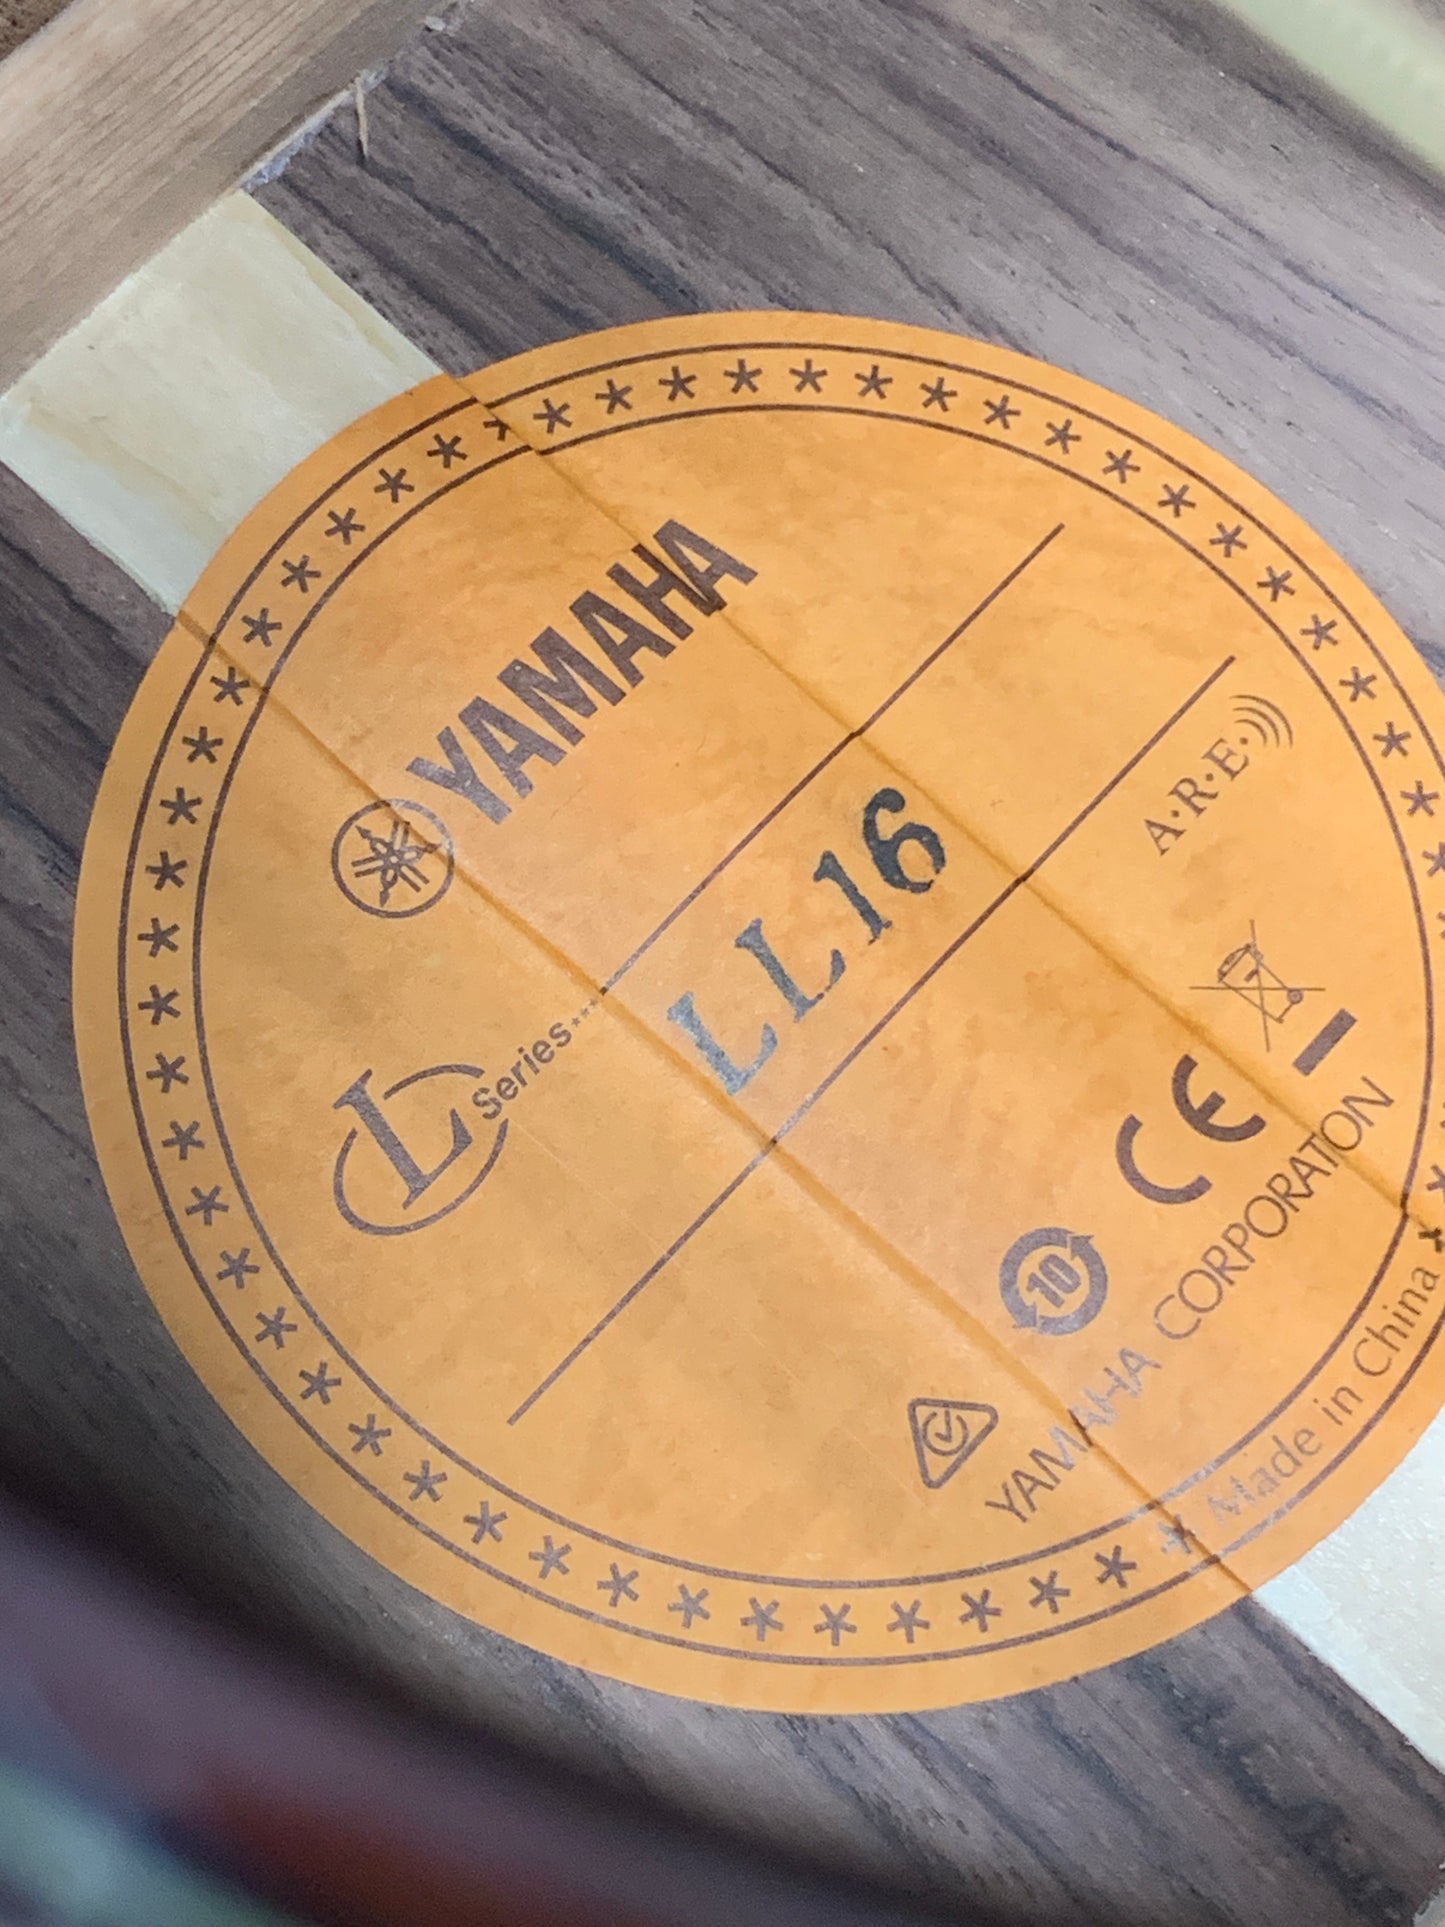 YAMAHA
L Series
LL16
A·R·E·
CE
10
YAMAHA CORPORATION
Made in China